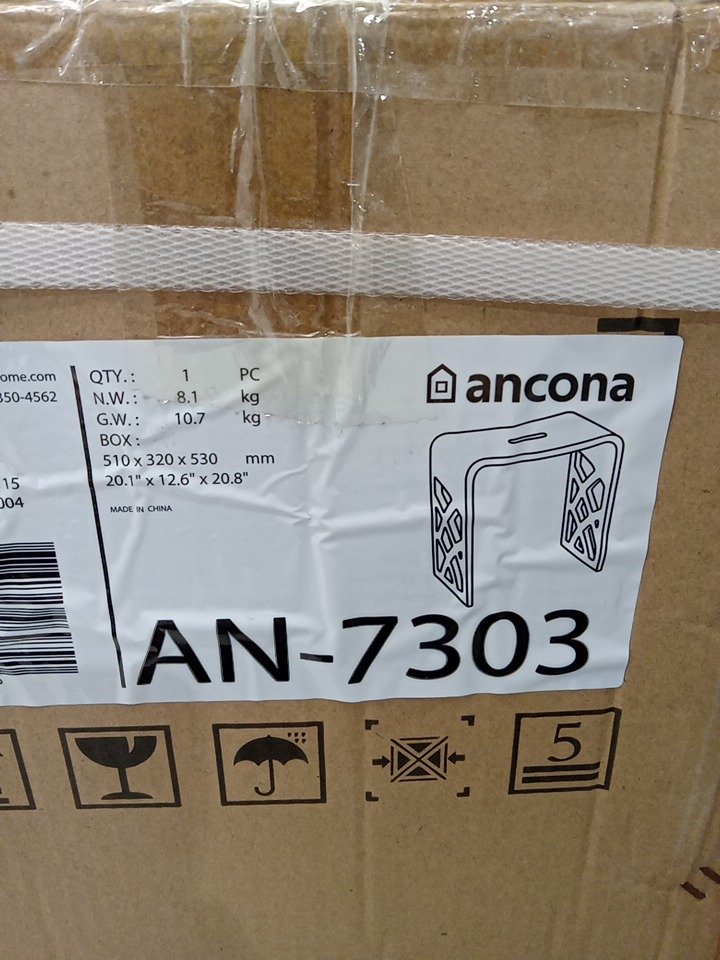 ome.com
350-4562
15
004
QTY. : 1 PC
N.W. : 8.1 kg
G.W. : 10.7 kg
BOX :
510 x 320 x 530 mm
20.1" x 12.6" x 20.8"
MADE IN CHINA
ancona
AN-7303
5